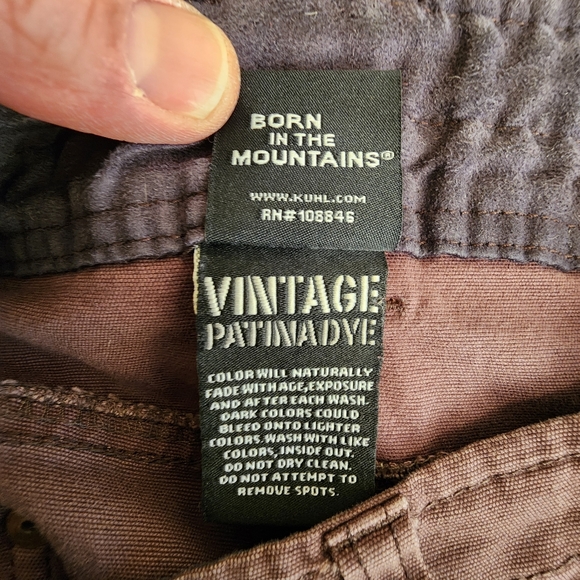 BORN
IN THE
MOUNTAINS®
WWW.KUHL.COM
RN#108846
VINTAGE
PATINADYE
COLOR WILL NATURALLY
FADE WITH AGE, EXPOSURE
AND AFTER EACH WASH.
DARK COLORS COULD
BLEED ONTO LIGHTER
COLORS. WASH WITH LIKE
COLORS, INSIDE OUT.
DO NOT DRY CLEAN.
DO NOT ATTEMPT TO
REMOVE SPOTS.